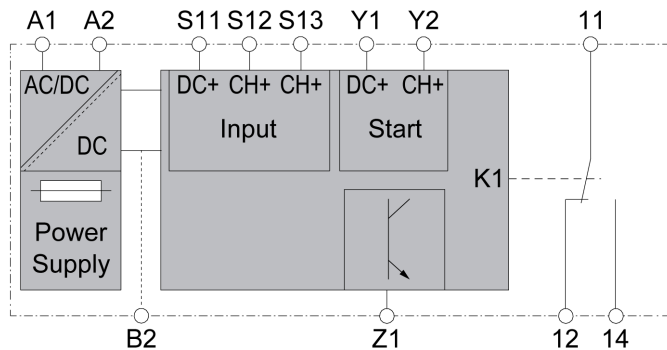 A1 A2 S11 S12 S13 Y1 Y2 11
AC/DC DC+ CH+ CH+ DC+ CH+
Input Start
DC
K1
Power
Supply
B2 Z1 12 14